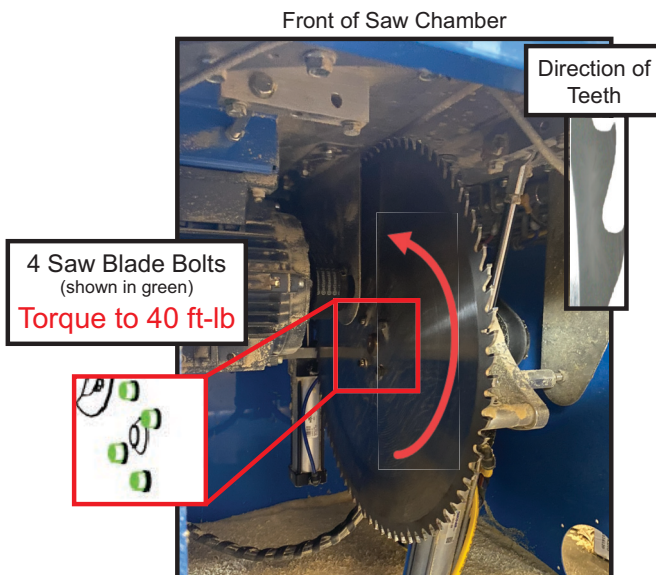 Front of Saw Chamber
Direction of
Teeth
4 Saw Blade Bolts
(shown in green)
Torque to 40 ft-lb